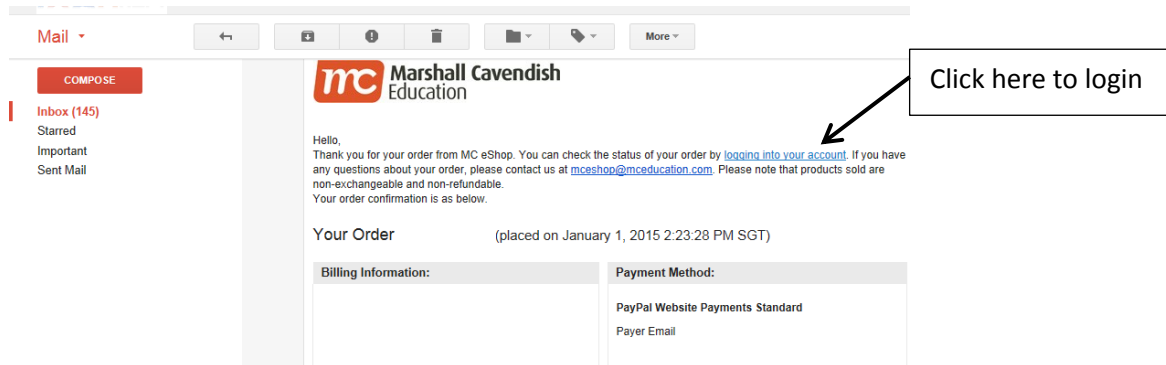 Mail
More
COMPOSE
Inbox (145)
Starred
Important
Sent Mail
mc Marshall Cavendish
Education
Click here to login
Hello,
Thank you for your order from MC eShop. You can check the status of your order by logging into your account. If you have
any questions about your order, please contact us at mceshop@mceducation.com. Please note that products sold are
non-exchangeable and non-refundable.
Your order confirmation is as below.
Your Order (placed on January 1, 2015 2:23:28 PM SGT)
Billing Information: Payment Method:
PayPal Website Payments Standard
Payer Email